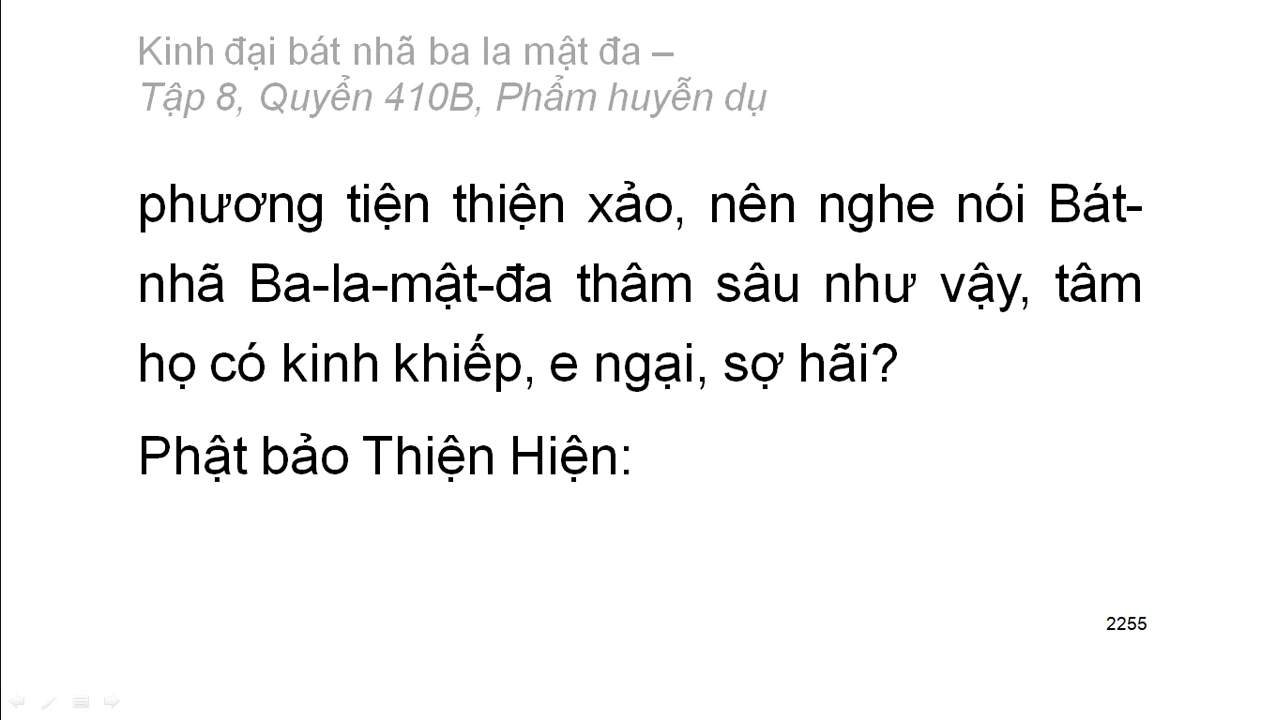 Kinh đại bát nhã ba la mật đa –
Tập 8, Quyển 410B, Phẩm huyễn dụ
phương tiện thiện xảo, nên nghe nói Bát-
nhã Ba-la-mật-đa thâm sâu như vậy, tâm
họ có kinh khiếp, e ngại, sợ hãi?
Phật bảo Thiện Hiện:
2255